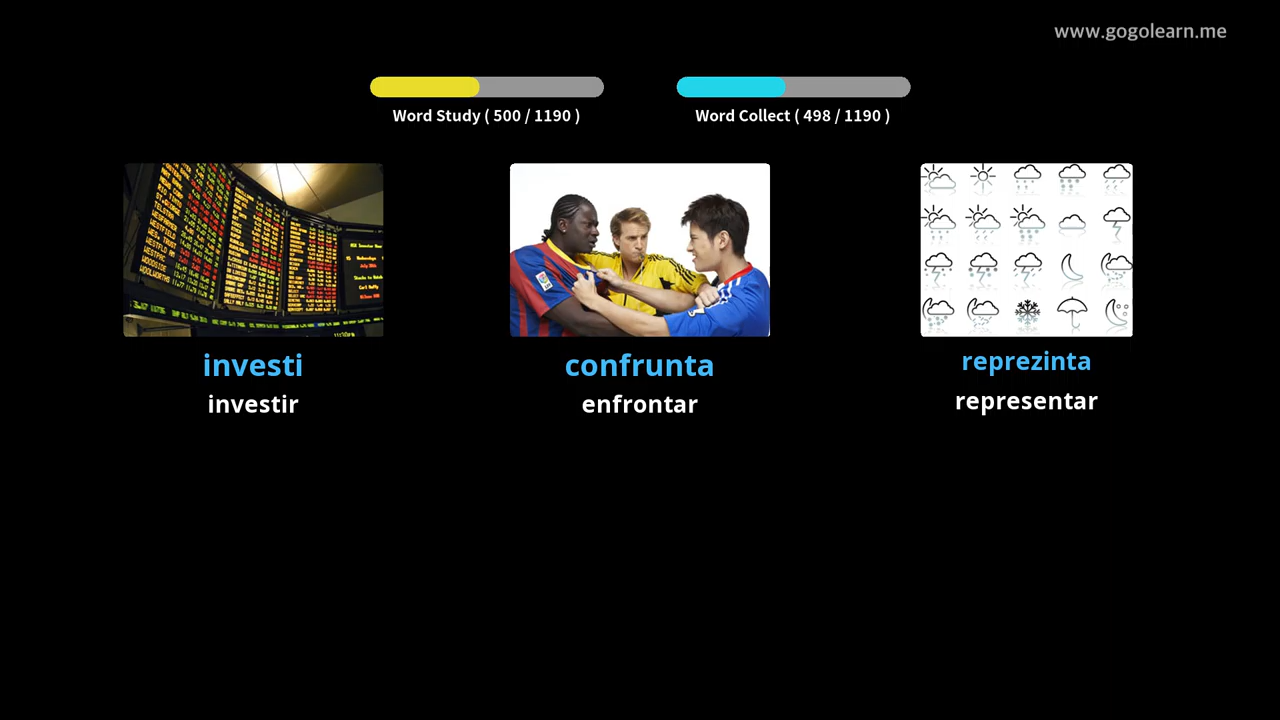 www.gogolearn.me
Word Study ( 500 / 1190 )
Word Collect ( 498 / 1190 )
investi
investir
confrunta
enfrontar
reprezinta
representar